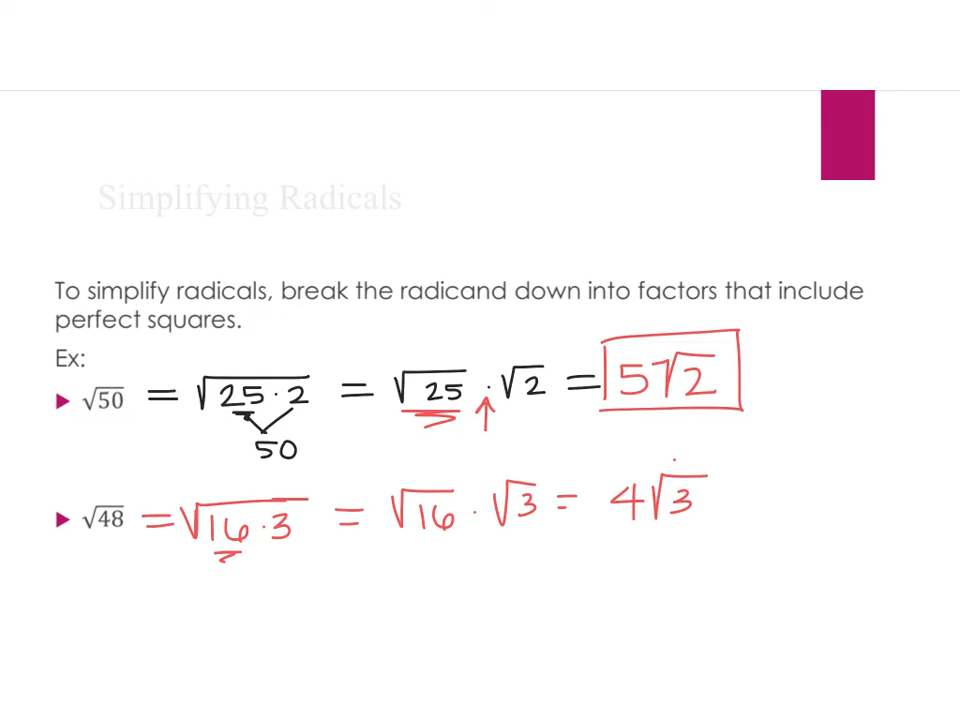 Simplifying Radicals
To simplify radicals, break the radicand down into factors that include
perfect squares.
Ex:
√50 = √25·2 = √25 · √2 = 5√2
50
√48 = √16·3 = √16 · √3 = 4√3